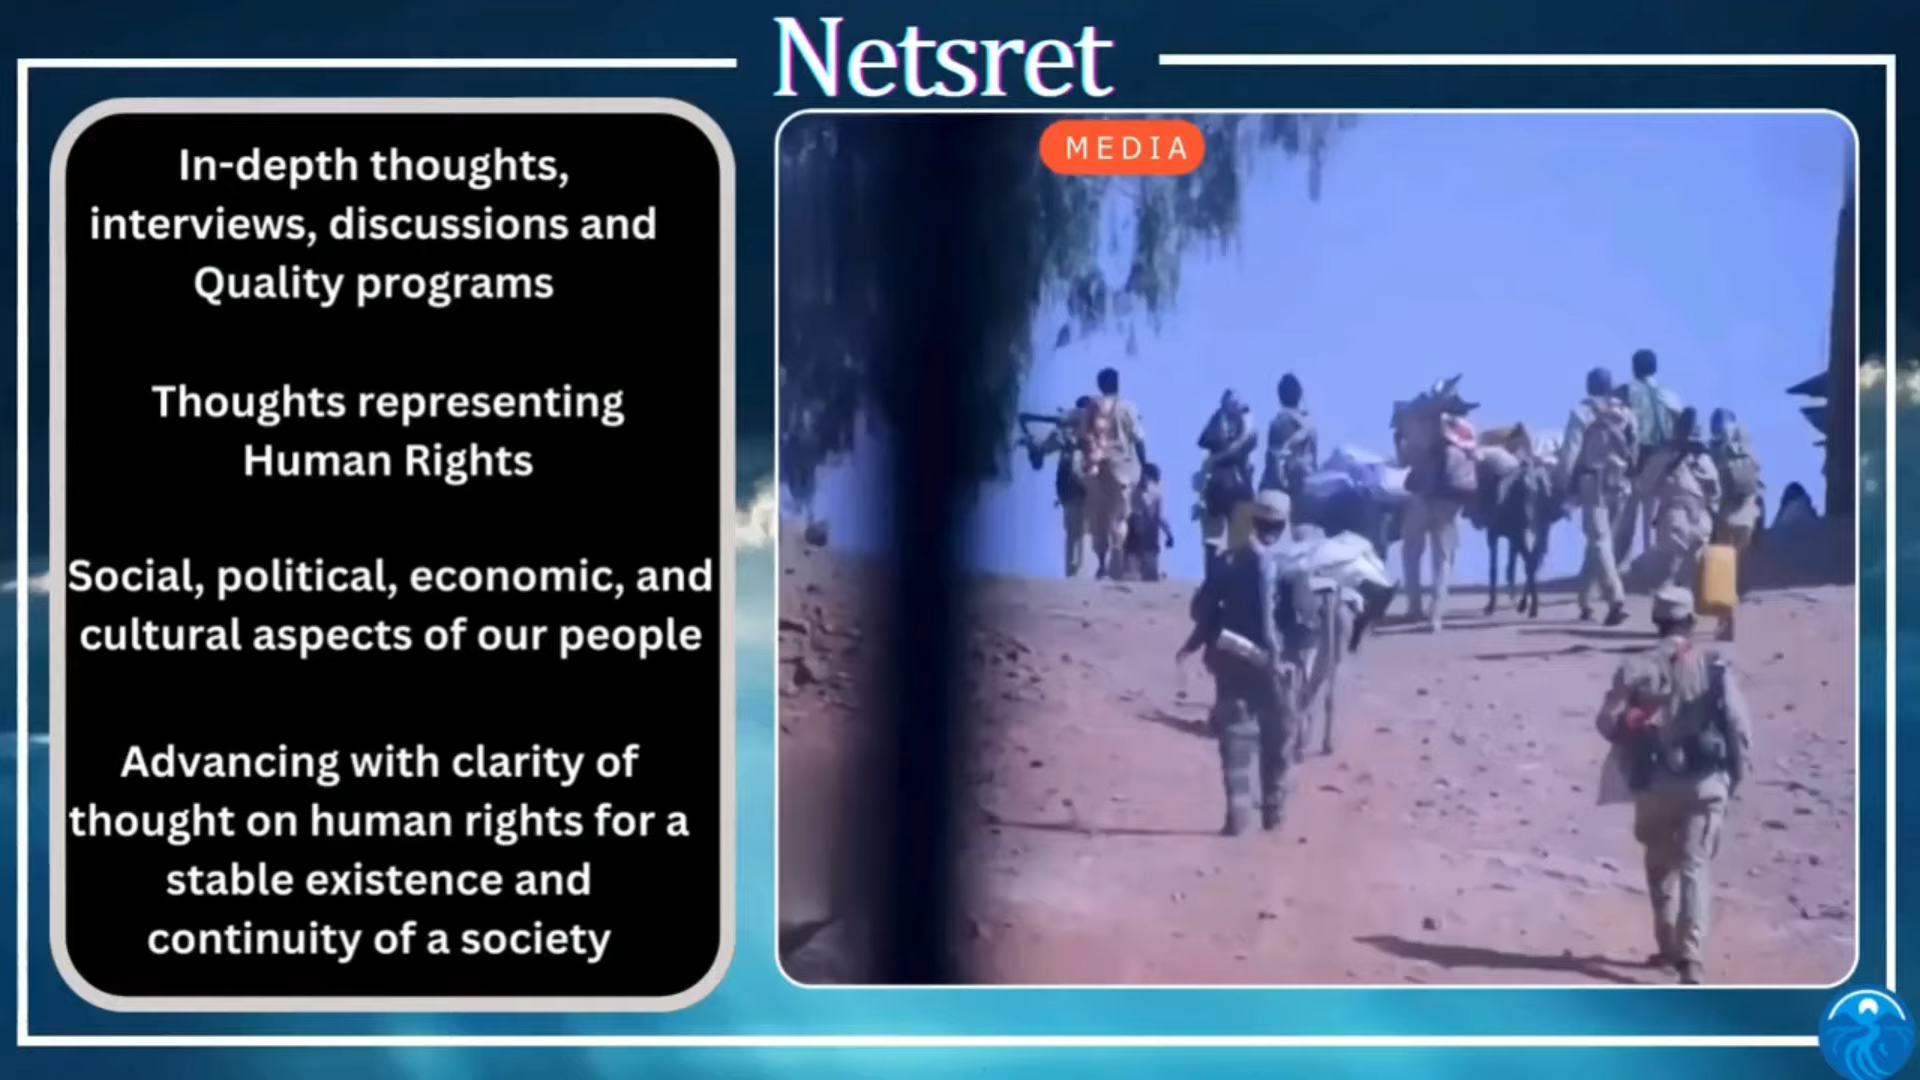 Netsret
MEDIA
In-depth thoughts,
interviews, discussions and
Quality programs
Thoughts representing
Human Rights
Social, political, economic, and
cultural aspects of our people
Advancing with clarity of
thought on human rights for a
stable existence and
continuity of a society